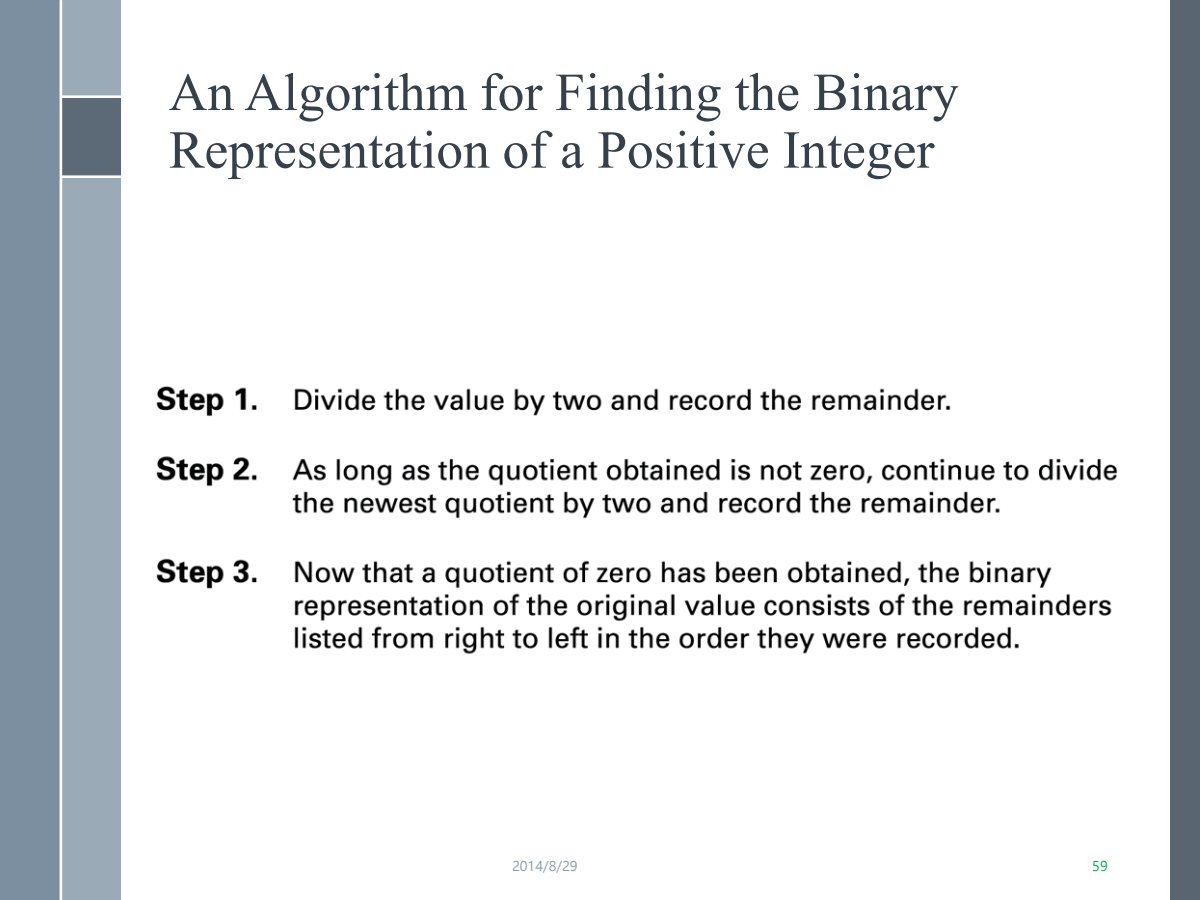 An Algorithm for Finding the Binary
Representation of a Positive Integer
Step 1. Divide the value by two and record the remainder.
Step 2. As long as the quotient obtained is not zero, continue to divide
the newest quotient by two and record the remainder.
Step 3. Now that a quotient of zero has been obtained, the binary
representation of the original value consists of the remainders
listed from right to left in the order they were recorded.
2014/8/29 59